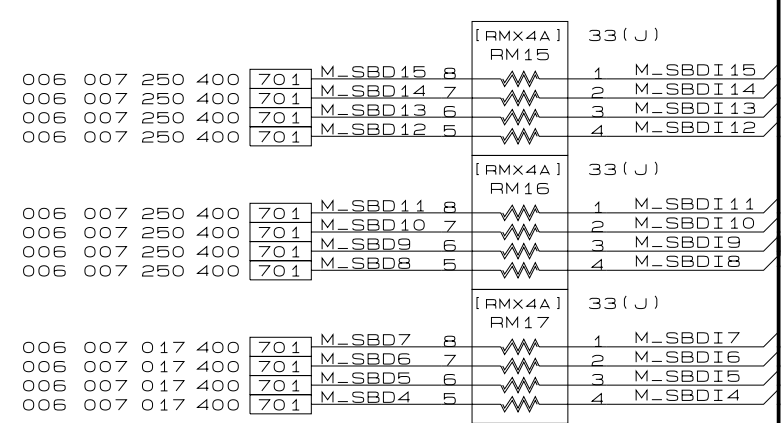 [RMX4A] 33(J)
RM15
006 007 250 400 701 M_SBD15 8 1 M_SBDI15
006 007 250 400 701 M_SBD14 7 2 M_SBDI14
006 007 250 400 701 M_SBD13 6 3 M_SBDI13
006 007 250 400 701 M_SBD12 5 4 M_SBDI12
[RMX4A] 33(J)
RM16
006 007 250 400 701 M_SBD11 8 1 M_SBDI11
006 007 250 400 701 M_SBD10 7 2 M_SBDI10
006 007 250 400 701 M_SBD9 6 3 M_SBDI9
006 007 250 400 701 M_SBD8 5 4 M_SBDI8
[RMX4A] 33(J)
RM17
006 007 017 400 701 M_SBD7 8 1 M_SBDI7
006 007 017 400 701 M_SBD6 7 2 M_SBDI6
006 007 017 400 701 M_SBD5 6 3 M_SBDI5
006 007 017 400 701 M_SBD4 5 4 M_SBDI4